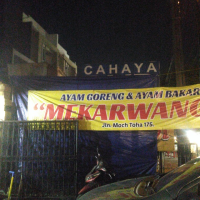 CAHAYA
AYAM GORENG & AYAM BAKAR
"MEKARWANG
Jln. Moch Toha 175